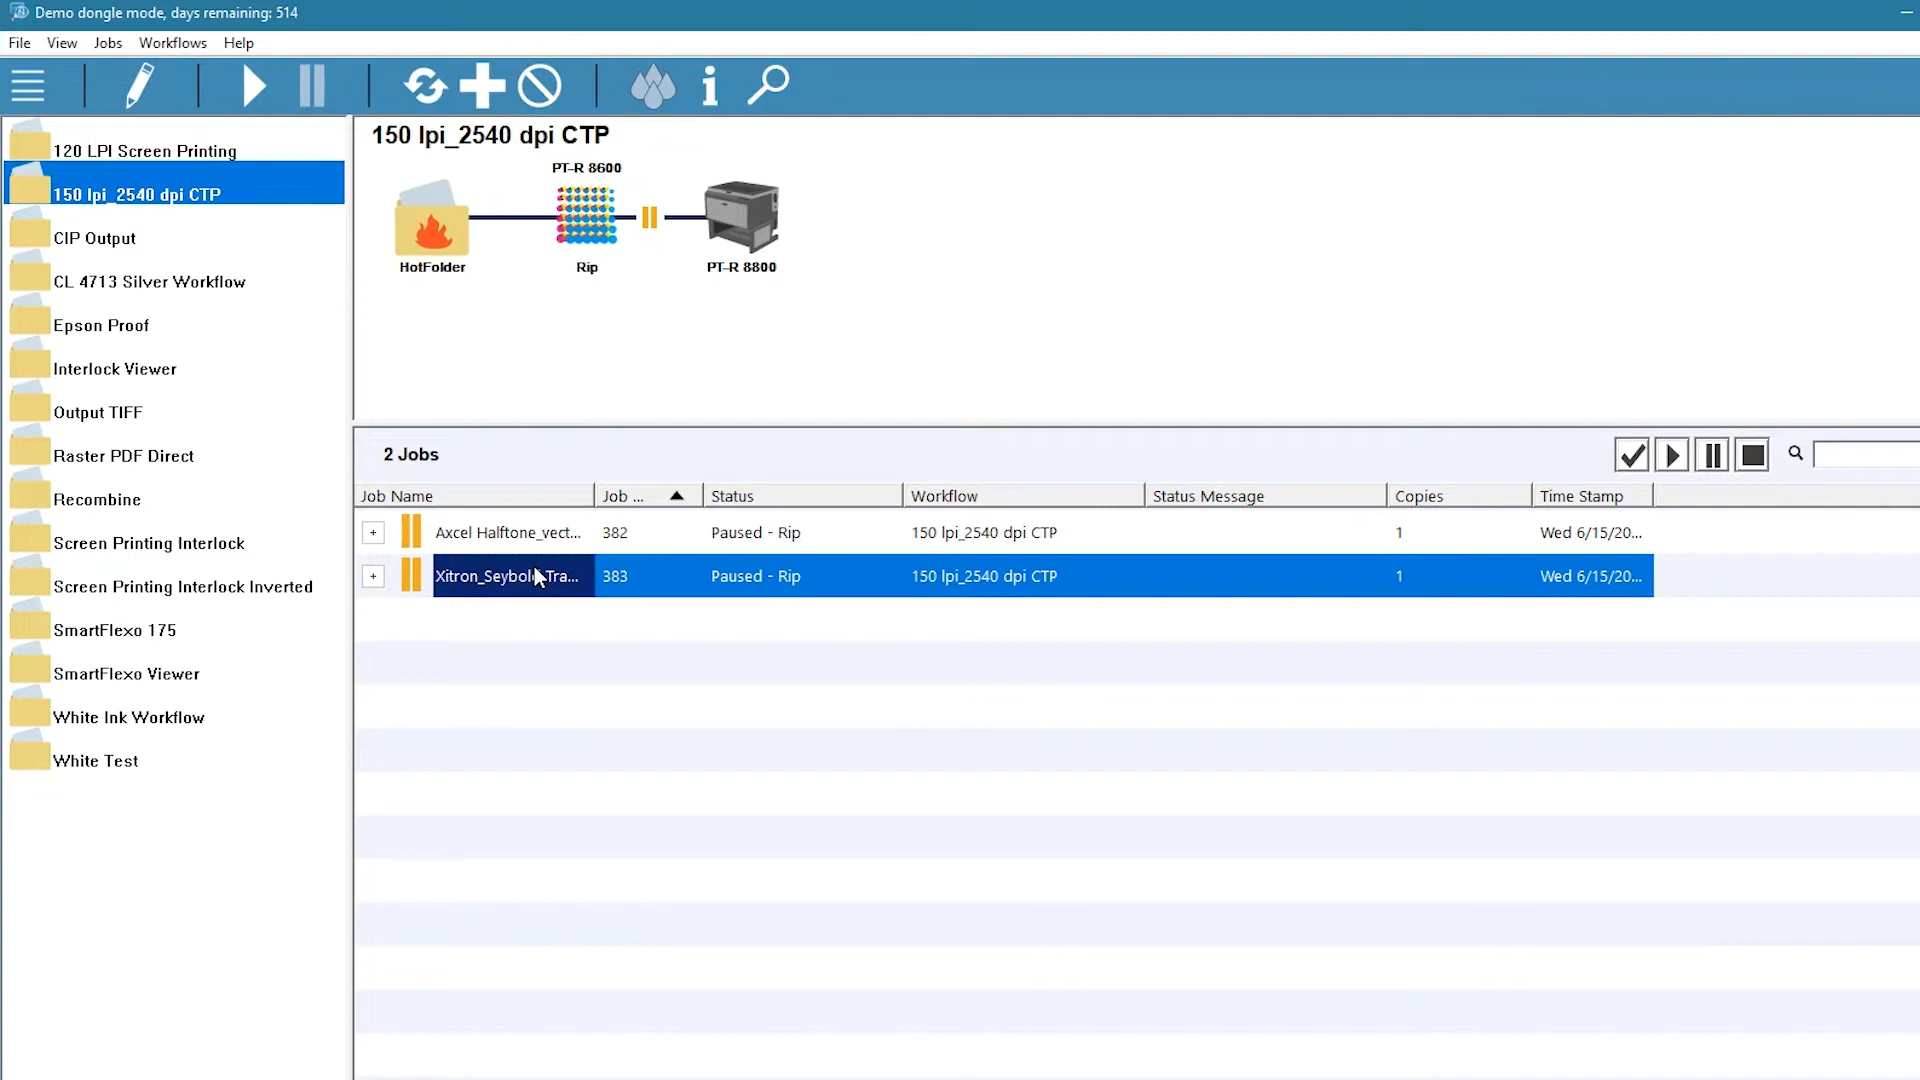 Demo dongle mode, days remaining: 514
File View Jobs Workflows Help
120 LPI Screen Printing
150 lpi_2540 dpi CTP
CIP Output
CL 4713 Silver Workflow
Epson Proof
Interlock Viewer
Output TIFF
Raster PDF Direct
Recombine
Screen Printing Interlock
Screen Printing Interlock Inverted
SmartFlexo 175
SmartFlexo Viewer
White Ink Workflow
White Test
150 lpi_2540 dpi CTP
PT-R 8600
HotFolder Rip PT-R 8800
2 Jobs
Job Name Job ... Status Workflow Status Message Copies Time Stamp
Axcel Halftone_vect... 382 Paused - Rip 150 lpi_2540 dpi CTP 1 Wed 6/15/20...
Tra... 383 Paused - Rip 150 lpi_2540 dpi CTP 1 Wed 6/15/20...